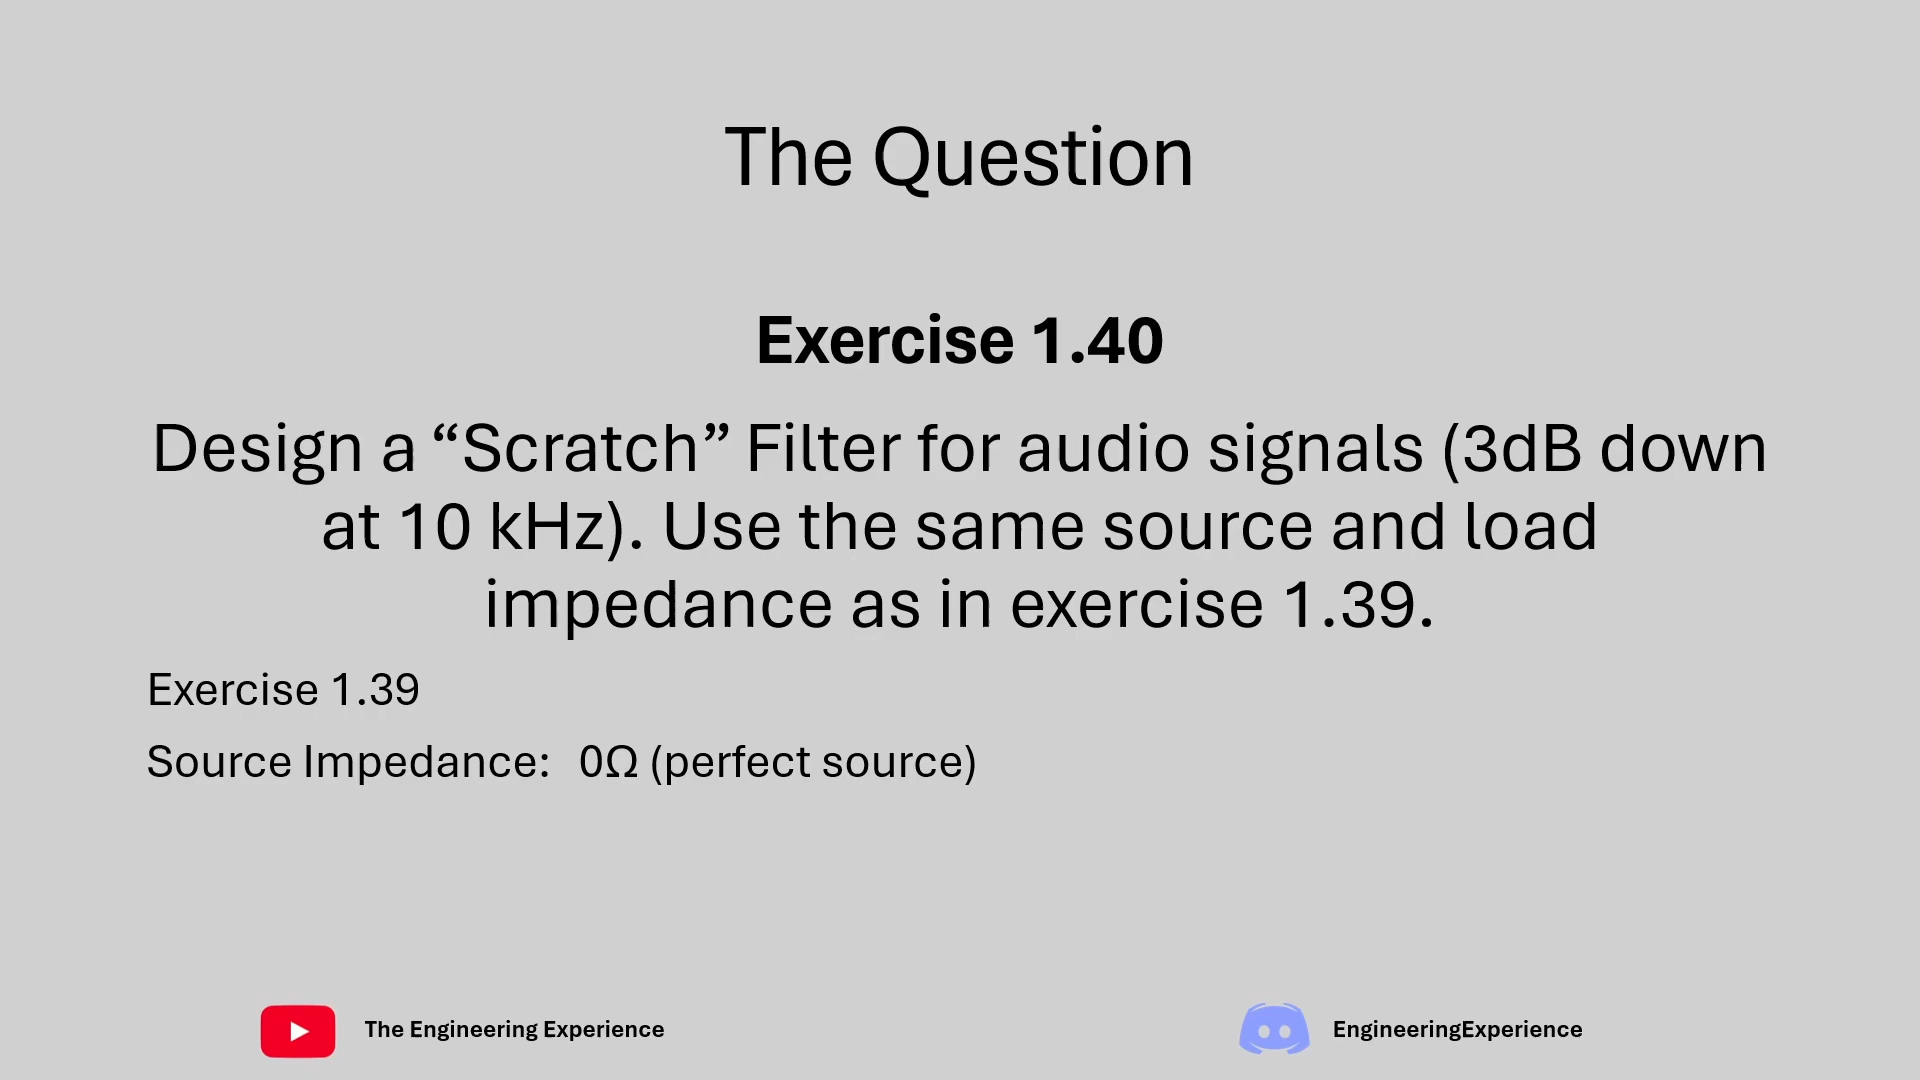 The Question
Exercise 1.40
Design a “Scratch” Filter for audio signals (3dB down
at 10 kHz). Use the same source and load
impedance as in exercise 1.39.
Exercise 1.39
Source Impedance: 0Ω (perfect source)
The Engineering Experience
EngineeringExperience